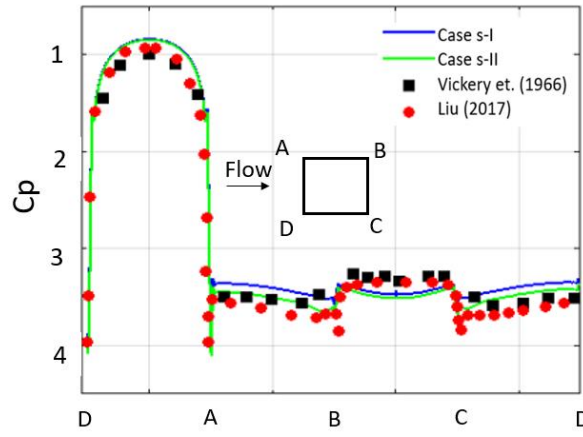 Case s-I
Case s-II
Vickery et. (1966)
Liu (2017)
1
2
3
4
Cp
A
B
Flow
D
C
D
A
B
C
D